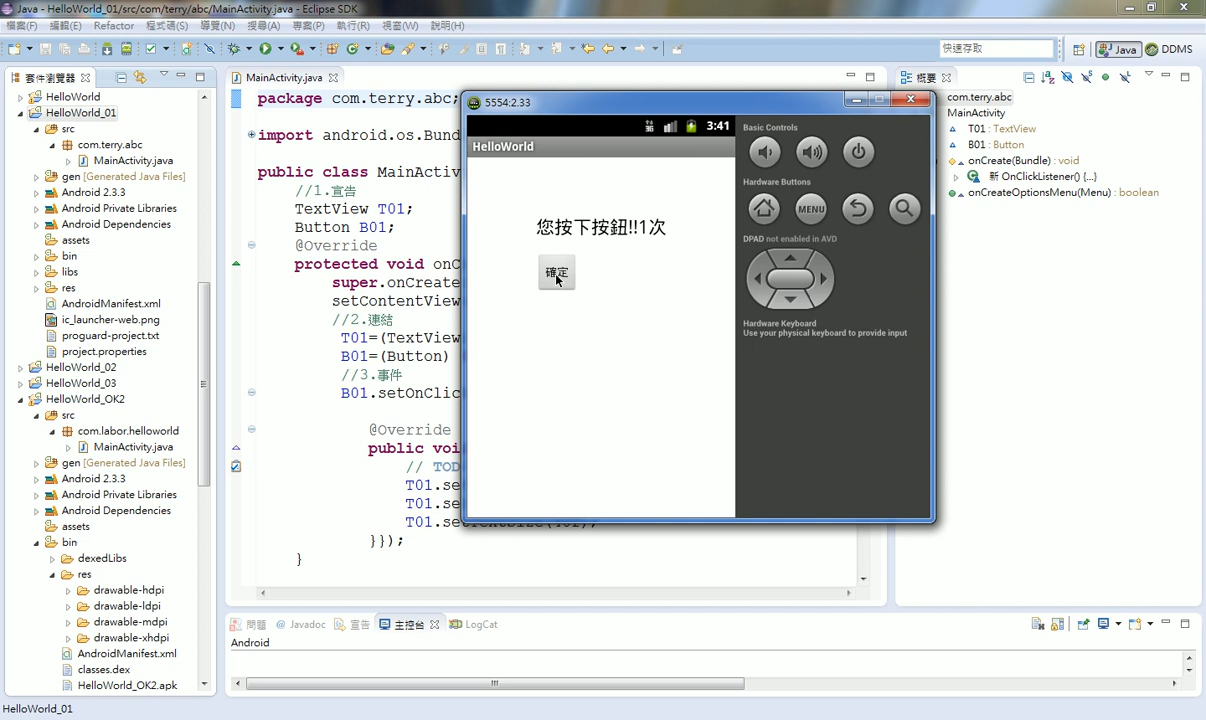 Java - HelloWorld_01/src/com/terry/abc/MainActivity.java - Eclipse SDK
檔案(F) 編輯(E) Refactor 程式碼(S) 導覽(N) 搜尋(A) 專案(P) 執行(R) 視窗(W) 說明(H)
快速存取
Java
DDMS
套件瀏覽器
HelloWorld
HelloWorld_01
src
com.terry.abc
MainActivity.java
gen [Generated Java Files]
Android 2.3.3
Android Private Libraries
Android Dependencies
assets
bin
libs
res
AndroidManifest.xml
ic_launcher-web.png
proguard-project.txt
project.properties
HelloWorld_02
HelloWorld_03
HelloWorld_OK2
src
com.labor.helloworld
MainActivity.java
gen [Generated Java Files]
Android 2.3.3
Android Private Libraries
Android Dependencies
assets
bin
dexedLibs
res
drawable-hdpi
drawable-ldpi
drawable-mdpi
drawable-xhdpi
AndroidManifest.xml
classes.dex
HelloWorld_OK2.apk
MainActivity.java
package com.terry.abc;
import android.os.Bund
public class MainActiv
//1.宣告
TextView T01;
Button B01;
@Override
protected void onC
super.onCreate
setContentView
//2.連結
T01=(TextView
B01=(Button)
//3.事件
B01.setOnClic
@Override
public voi
// TOD
T01.se
T01.se
}});
}
5554:2.33
3:41
HelloWorld
您按下按鈕!!1次
確定
Basic Controls
Hardware Buttons
MENU
DPAD not enabled in AVD
Hardware Keyboard
Use your physical keyboard to provide input
概要
com.terry.abc
MainActivity
T01 : TextView
B01 : Button
onCreate(Bundle) : void
新 OnClickListener() {...}
onCreateOptionsMenu(Menu) : boolean
問題 @ Javadoc 宣告 主控台 LogCat
Android
HelloWorld_01